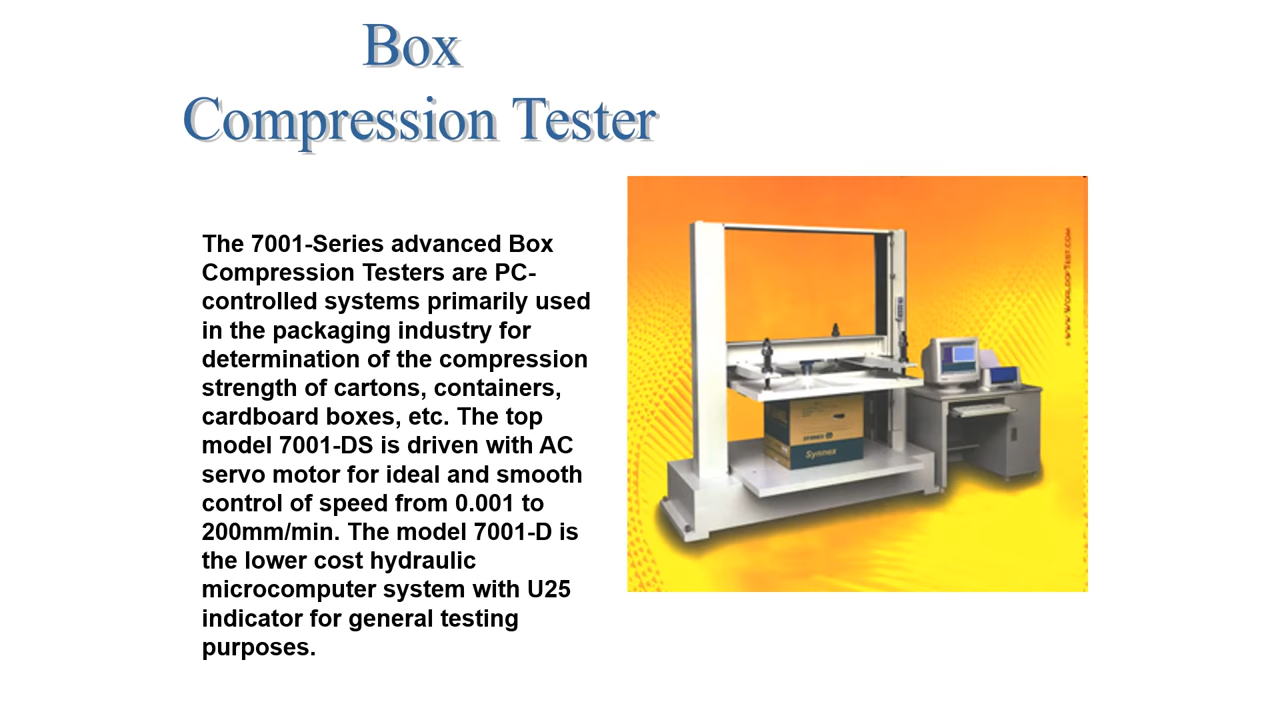 Box
Compression Tester
The 7001-Series advanced Box
Compression Testers are PC-
controlled systems primarily used
in the packaging industry for
determination of the compression
strength of cartons, containers,
cardboard boxes, etc. The top
model 7001-DS is driven with AC
servo motor for ideal and smooth
control of speed from 0.001 to
200mm/min. The model 7001-D is
the lower cost hydraulic
microcomputer system with U25
indicator for general testing
purposes.
www.WorldofTest.com
SYNNEX
Synnex